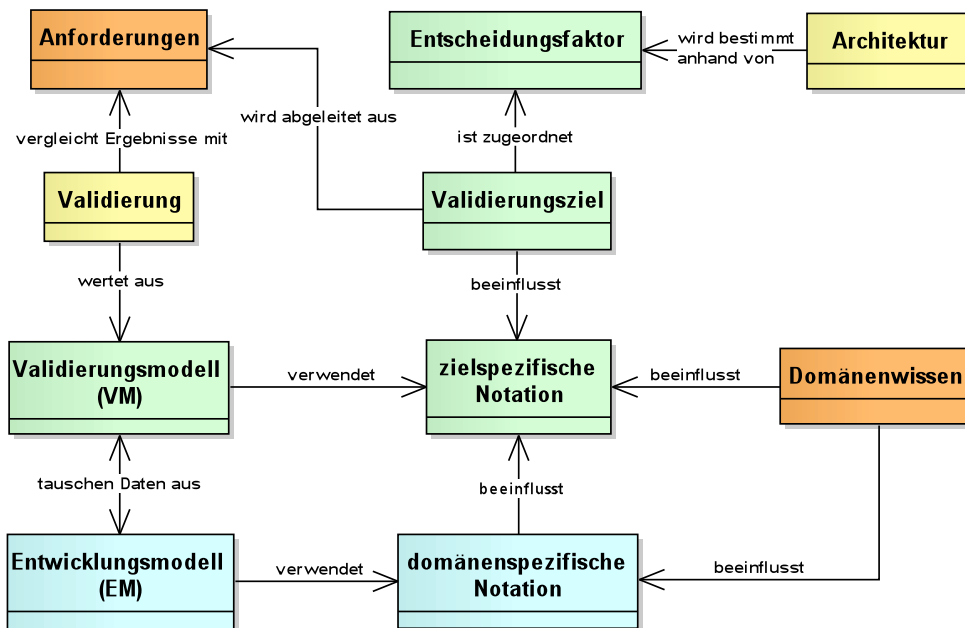 Anforderungen
Entscheidungsfaktor
wird bestimmt
anhand von
Architektur
vergleicht Ergebnisse mit
wird abgeleitet aus
ist zugeordnet
Validierung
Validierungsziel
wertet aus
beeinflusst
Validierungsmodell
(VM)
verwendet
zielspezifische
Notation
beeinflusst
Domänenwissen
tauschen Daten aus
beeinflusst
Entwicklungsmodell
(EM)
verwendet
domänenspezifische
Notation
beeinflusst